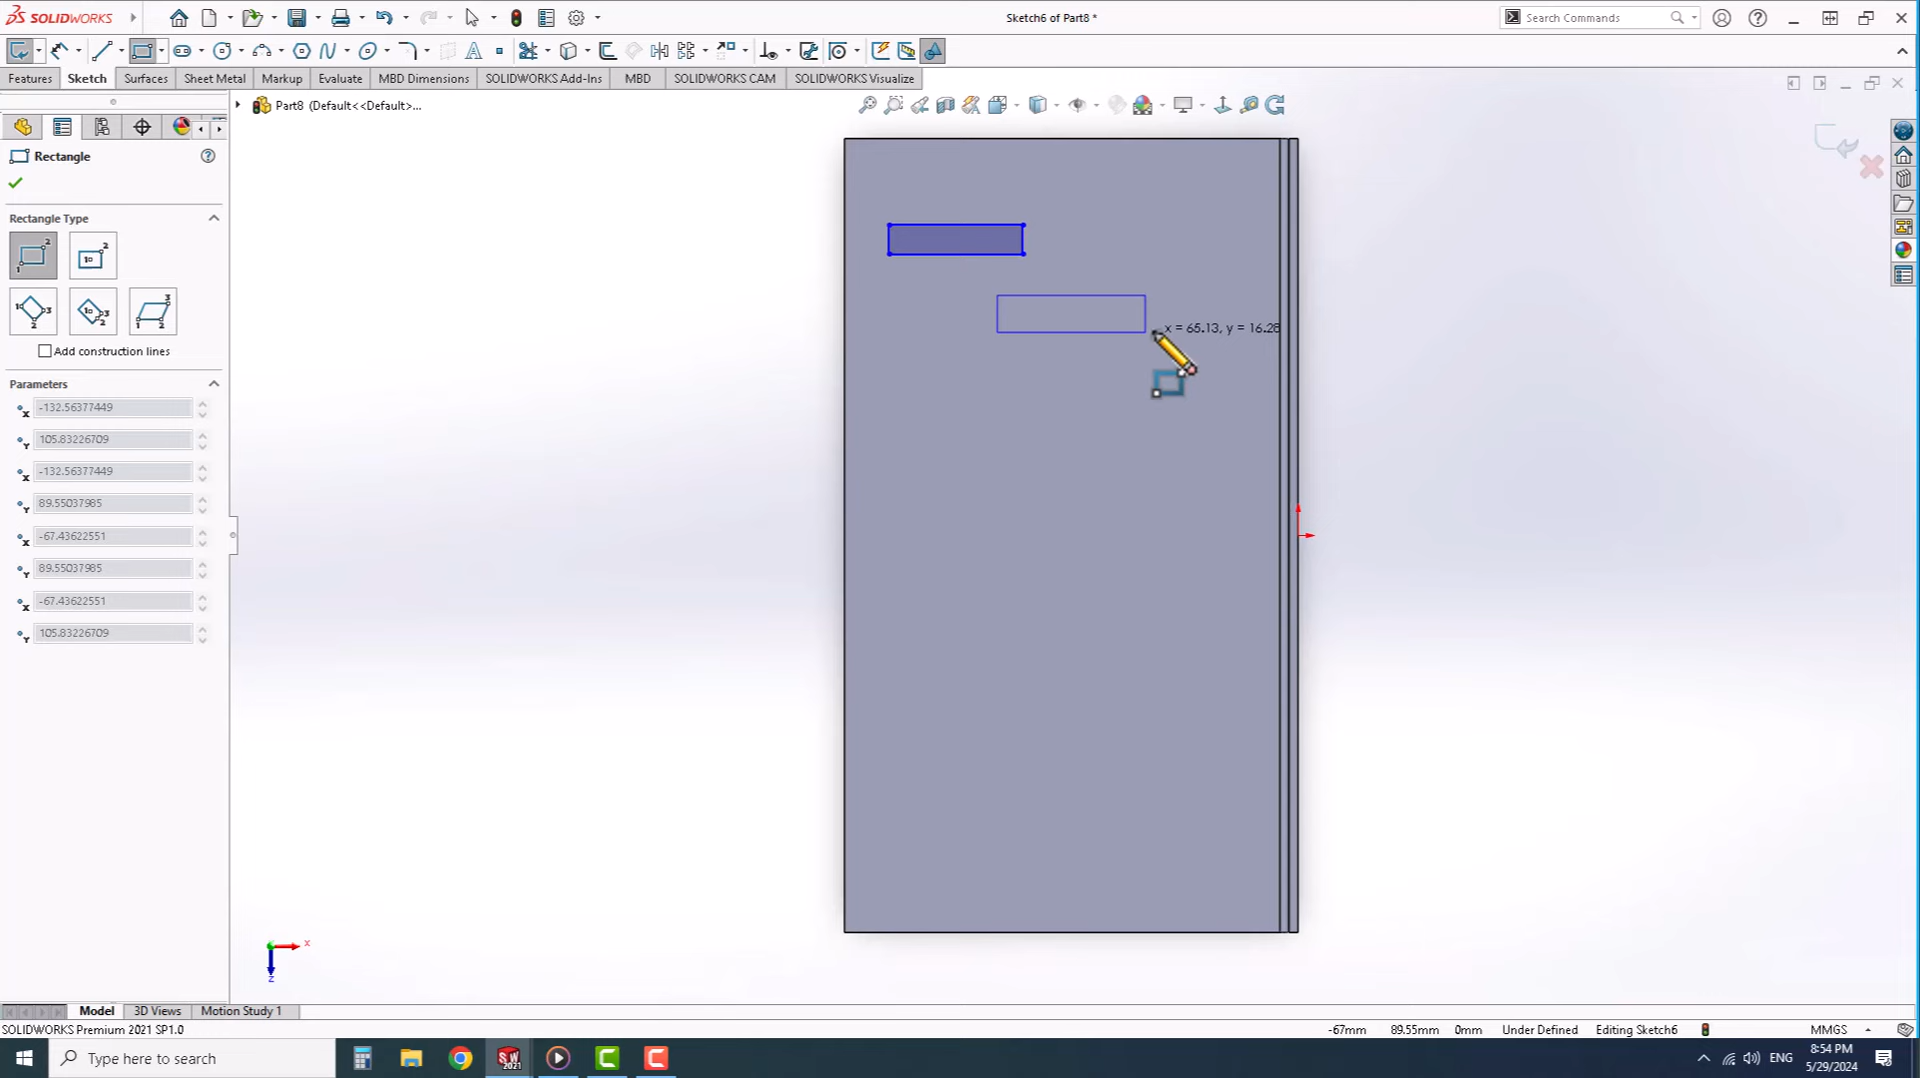 SOLIDWORKS
Sketch6 of Part8 *
Search Commands
Features
Sketch
Surfaces
Sheet Metal
Markup
Evaluate
MBD Dimensions
SOLIDWORKS Add-Ins
MBD
SOLIDWORKS CAM
SOLIDWORKS Visualize
Part8 (Default<<Default>...
Rectangle
Rectangle Type
Add construction lines
Parameters
-132.56377449
105.83226709
-132.56377449
89.55037985
-67.43622551
89.55037985
-67.43622551
105.83226709
x = 65.13, y = 16.28
x
z
Model
3D Views
Motion Study 1
SOLIDWORKS Premium 2021 SP1.0
-67mm
89.55mm
0mm
Under Defined
Editing Sketch6
MMGS
Type here to search
SW
2021
ENG
8:54 PM
5/29/2024